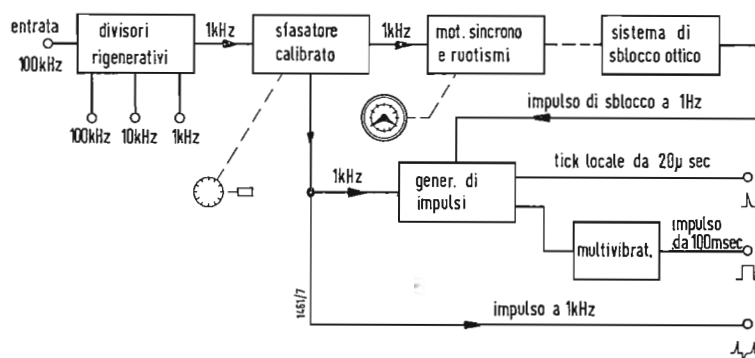 entrata
100kHz
divisori
rigenerativi
100kHz
10kHz
1kHz
1kHz
sfasatore
calibrato
1kHz
mot. sincrono
e ruotismi
sistema di
sblocco ottico
impulso di sblocco a 1Hz
1kHz
gener. di
impulsi
tick locale da 20µ sec
multivibrat.
impulso
da 100msec
1461/7
impulso a 1kHz